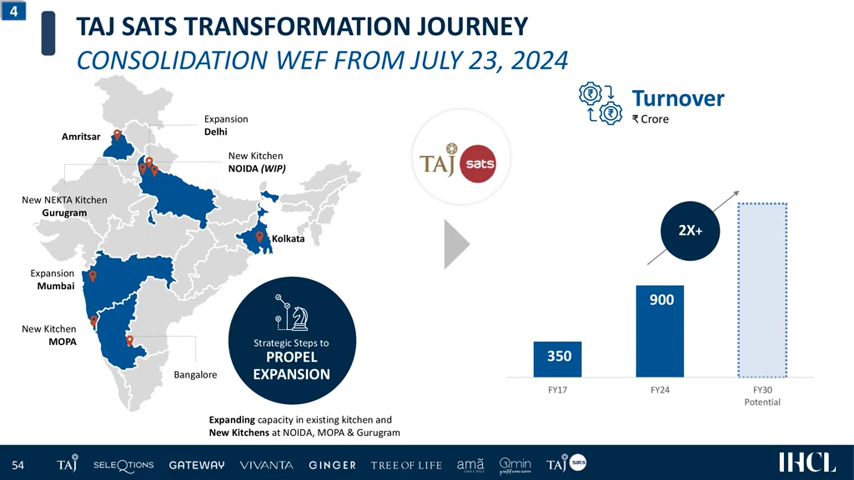 4
TAJ SATS TRANSFORMATION JOURNEY
CONSOLIDATION WEF FROM JULY 23, 2024
Expansion
Delhi
Amritsar
New Kitchen
NOIDA (WIP)
New NEKTA Kitchen
Gurugram
Kolkata
Expansion
Mumbai
New Kitchen
MOPA
Bangalore
Strategic Steps to
PROPEL
EXPANSION
Expanding capacity in existing kitchen and
New Kitchens at NOIDA, MOPA & Gurugram
TAJ sats
Turnover
₹ Crore
2X+
350
900
FY17
FY24
FY30
Potential
54
TAJ
SELEQTIONS
GATEWAY
VIVANTA
GINGER
TREE OF LIFE
amã
Qmin
TAJ sats
IHCL